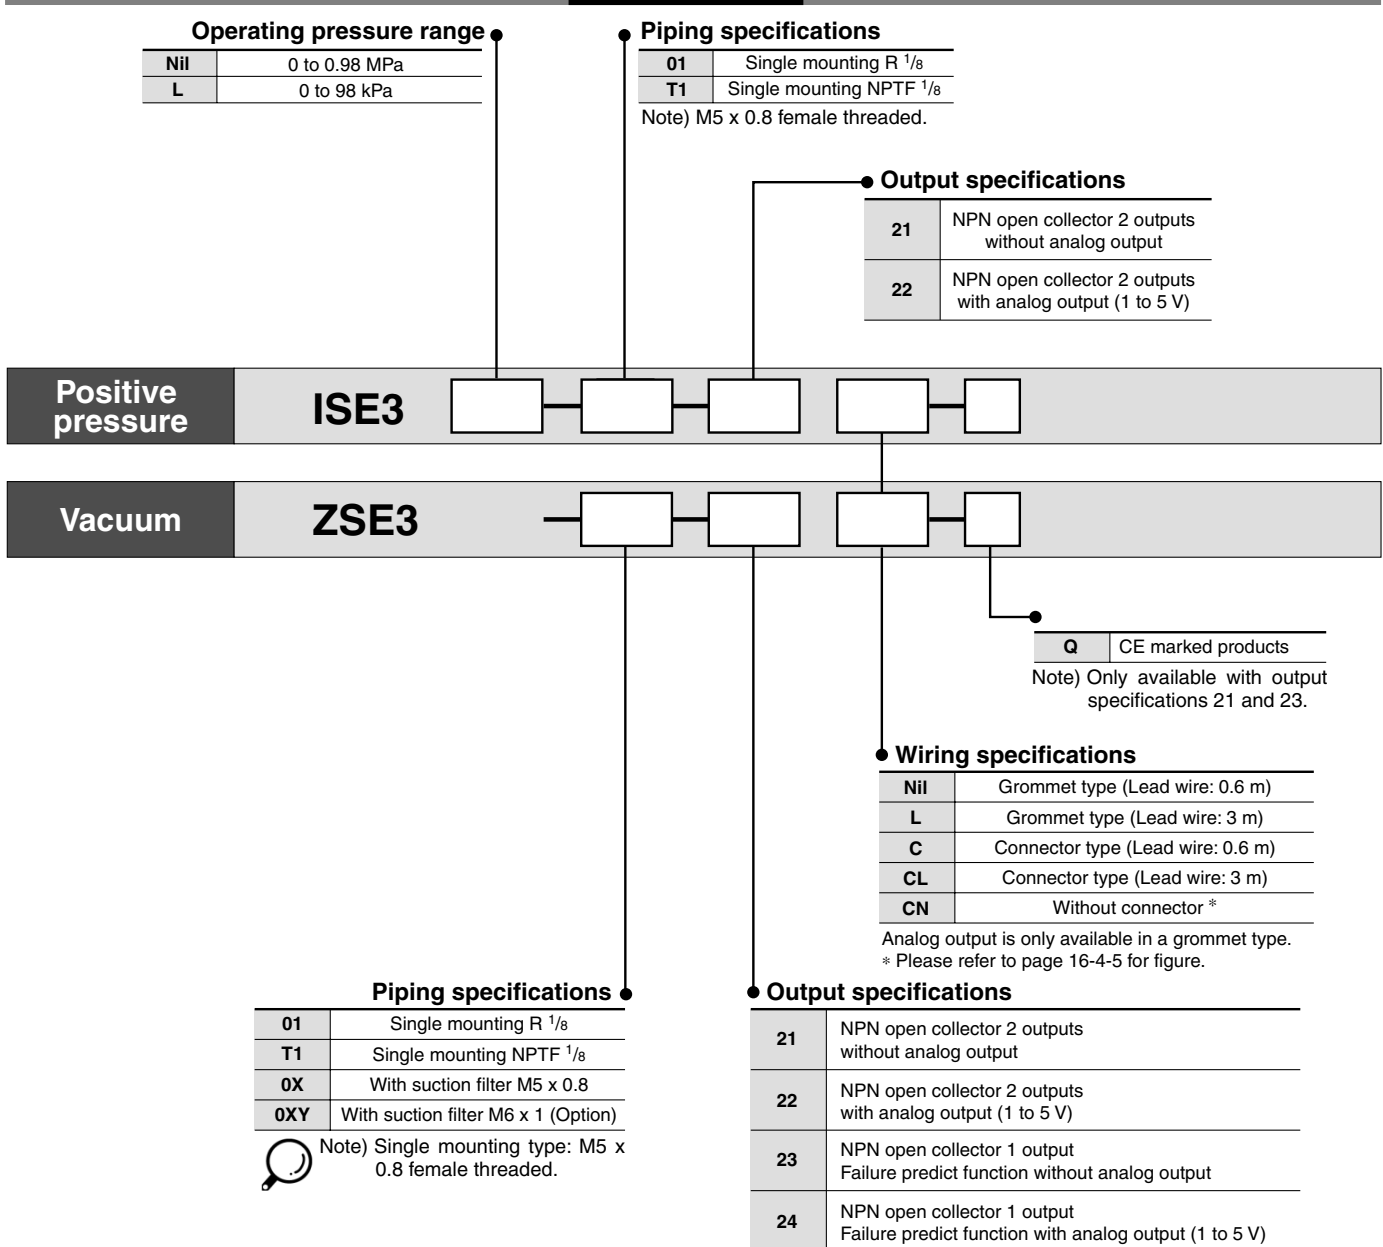 Operating pressure range
Nil 0 to 0.98 MPa
L 0 to 98 kPa
Piping specifications
01 Single mounting R 1/8
T1 Single mounting NPTF 1/8
Note) M5 x 0.8 female threaded.
Output specifications
21 NPN open collector 2 outputs
without analog output
22 NPN open collector 2 outputs
with analog output (1 to 5 V)
Positive
pressure
ISE3
Vacuum
ZSE3
Q CE marked products
Note) Only available with output
specifications 21 and 23.
Wiring specifications
Nil Grommet type (Lead wire: 0.6 m)
L Grommet type (Lead wire: 3 m)
C Connector type (Lead wire: 0.6 m)
CL Connector type (Lead wire: 3 m)
CN Without connector *
Analog output is only available in a grommet type.
* Please refer to page 16-4-5 for figure.
Piping specifications
01 Single mounting R 1/8
T1 Single mounting NPTF 1/8
0X With suction filter M5 x 0.8
0XY With suction filter M6 x 1 (Option)
Note) Single mounting type: M5 x
0.8 female threaded.
Output specifications
21 NPN open collector 2 outputs
without analog output
22 NPN open collector 2 outputs
with analog output (1 to 5 V)
23 NPN open collector 1 output
Failure predict function without analog output
24 NPN open collector 1 output
Failure predict function with analog output (1 to 5 V)